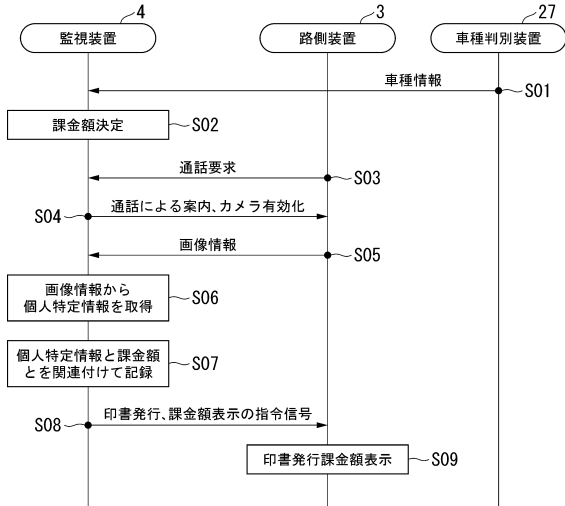 4
3
27
監視装置
路側装置
車種判別装置
車種情報
S01
課金額決定
S02
通話要求
S03
S04
通話による案内、カメラ有効化
画像情報
S05
画像情報から
個人特定情報を取得
S06
個人特定情報と課金額
とを関連付けて記録
S07
S08
印書発行、課金額表示の指令信号
印書発行課金額表示
S09